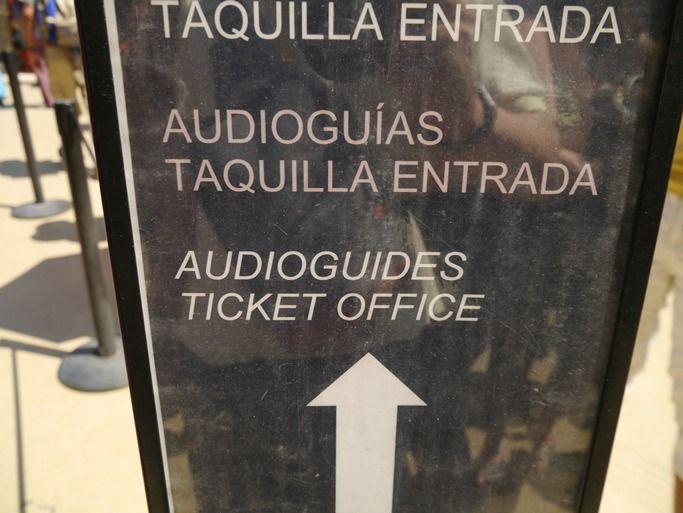 TAQUILLA ENTRADA
AUDIOGUÍAS
TAQUILLA ENTRADA
AUDIOGUIDES
TICKET OFFICE